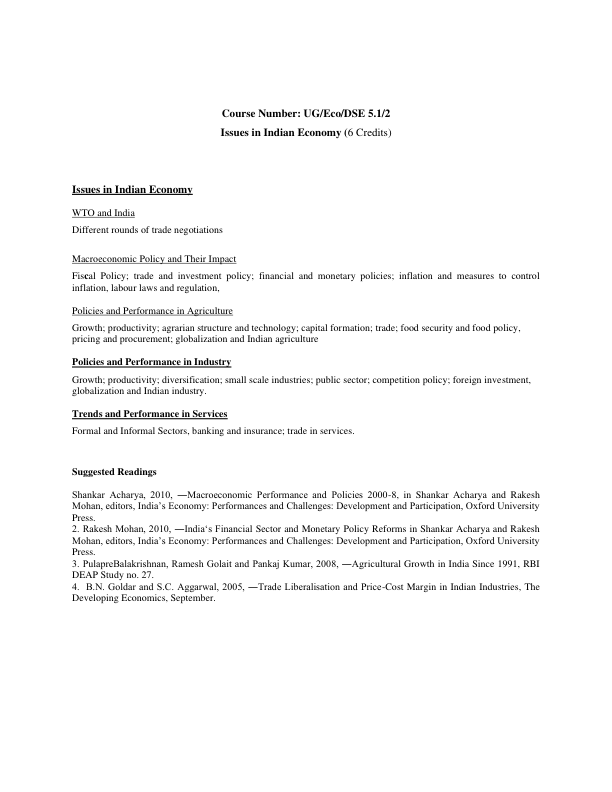 Course Number: UG/Eco/DSE 5.1/2
Issues in Indian Economy (6 Credits)
Issues in Indian Economy
WTO and India
Different rounds of trade negotiations
Macroeconomic Policy and Their Impact
Fiscal Policy; trade and investment policy; financial and monetary policies; inflation and measures to control
inflation, labour laws and regulation,
Policies and Performance in Agriculture
Growth; productivity; agrarian structure and technology; capital formation; trade; food security and food policy,
pricing and procurement; globalization and Indian agriculture
Policies and Performance in Industry
Growth; productivity; diversification; small scale industries; public sector; competition policy; foreign investment,
globalization and Indian industry.
Trends and Performance in Services
Formal and Informal Sectors, banking and insurance; trade in services.
Suggested Readings
Shankar Acharya, 2010, ―Macroeconomic Performance and Policies 2000-8, in Shankar Acharya and Rakesh
Mohan, editors, India’s Economy: Performances and Challenges: Development and Participation, Oxford University
Press.
2. Rakesh Mohan, 2010, ―India‘s Financial Sector and Monetary Policy Reforms in Shankar Acharya and Rakesh
Mohan, editors, India’s Economy: Performances and Challenges: Development and Participation, Oxford University
Press.
3. PulapreBalakrishnan, Ramesh Golait and Pankaj Kumar, 2008, ―Agricultural Growth in India Since 1991, RBI
DEAP Study no. 27.
4. B.N. Goldar and S.C. Aggarwal, 2005, ―Trade Liberalisation and Price-Cost Margin in Indian Industries, The
Developing Economics, September.